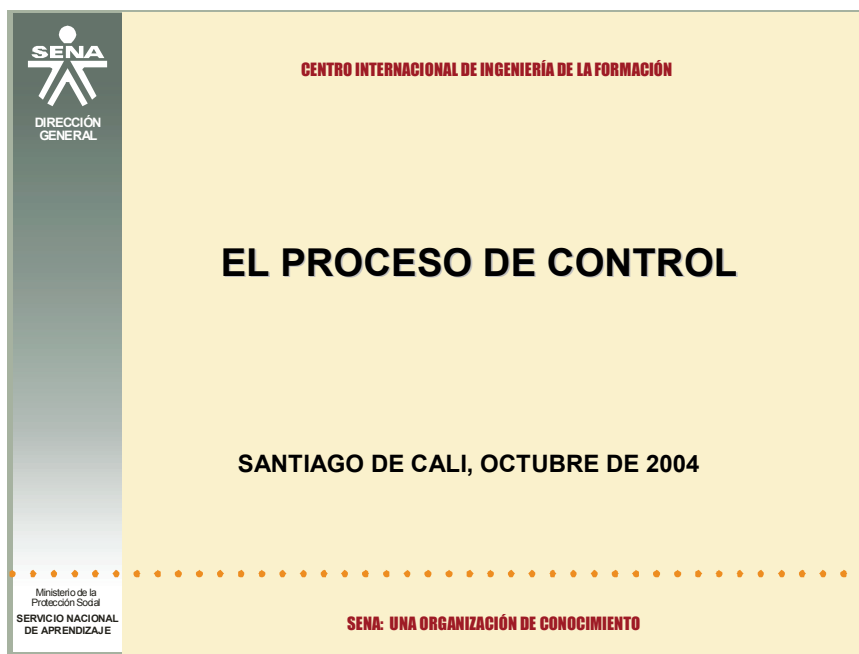 SENA
DIRECCIÓN
GENERAL
CENTRO INTERNACIONAL DE INGENIERÍA DE LA FORMACIÓN
EL PROCESO DE CONTROL
SANTIAGO DE CALI, OCTUBRE DE 2004
Ministerio de la
Protección Social
SERVICIO NACIONAL
DE APRENDIZAJE
SENA: UNA ORGANIZACIÓN DE CONOCIMIENTO